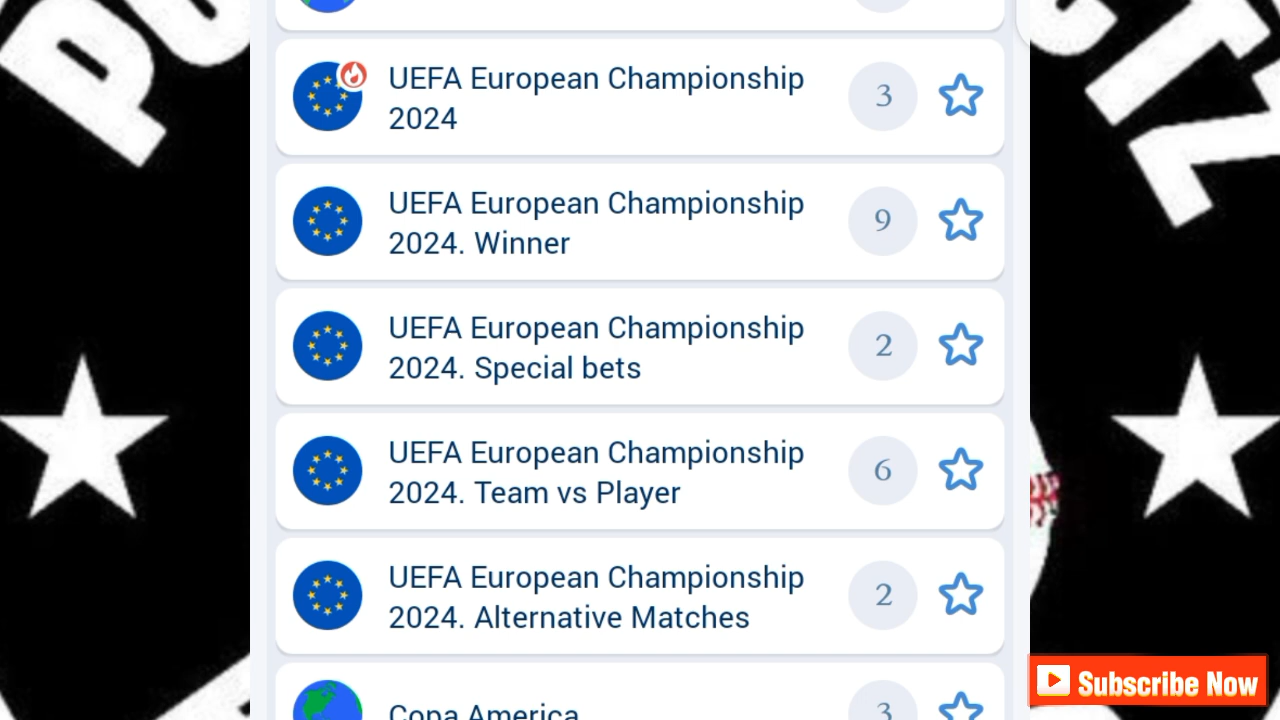 UEFA European Championship
2024
3
UEFA European Championship
2024. Winner
9
UEFA European Championship
2024. Special bets
2
UEFA European Championship
2024. Team vs Player
6
UEFA European Championship
2024. Alternative Matches
2
Copa America
3
Subscribe Now